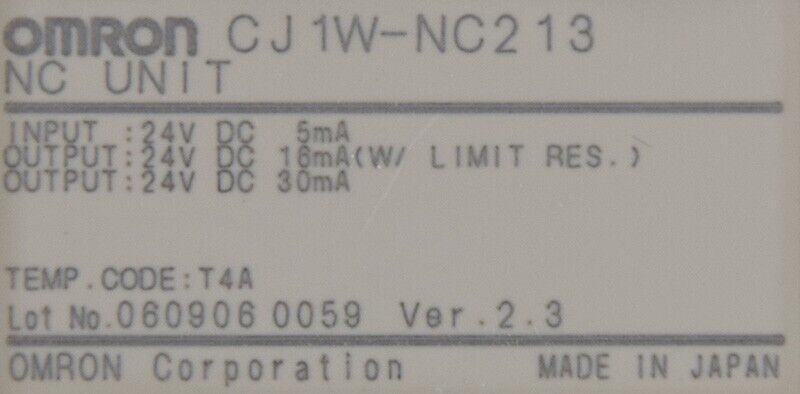 OMRON CJ1W-NC213
NC UNIT
INPUT :24V DC 5mA
OUTPUT:24V DC 16mA(W/ LIMIT RES.)
OUTPUT:24V DC 30mA
TEMP.CODE:T4A
Lot No.060906 0059 Ver.2.3
OMRON Corporation MADE IN JAPAN